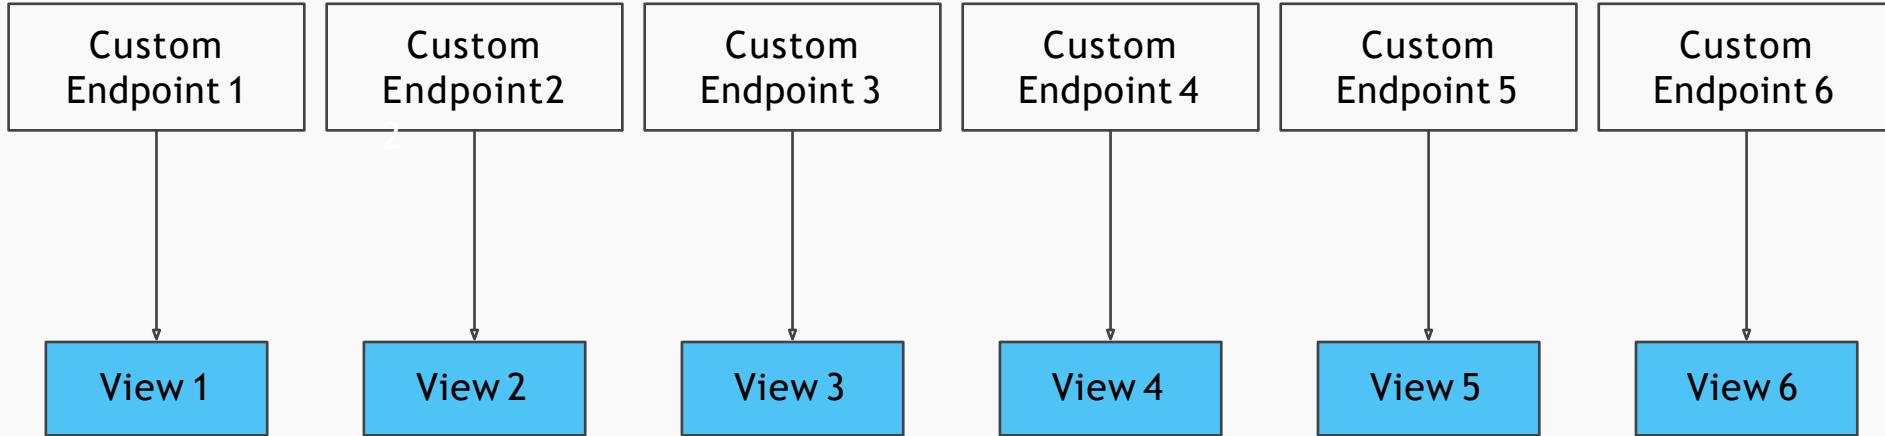 Custom
Endpoint 1
Custom
Endpoint2
2
Custom
Endpoint 3
Custom
Endpoint 4
Custom
Endpoint 5
Custom
Endpoint 6
View 1
View 2
View 3
View 4
View 5
View 6